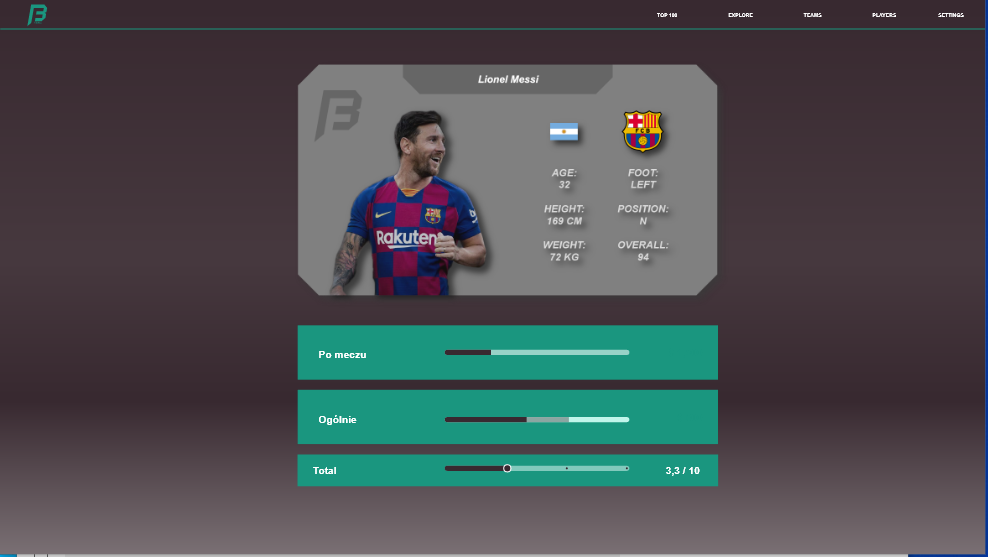 TOP 100
EXPLORE
TEAMS
PLAYERS
SETTINGS
Lionel Messi
FCB
AGE:
32
FOOT:
LEFT
HEIGHT:
169 CM
POSITION:
N
WEIGHT:
72 KG
OVERALL:
94
Rakuten
Po meczu
Ogólnie
Total
3,3 / 10